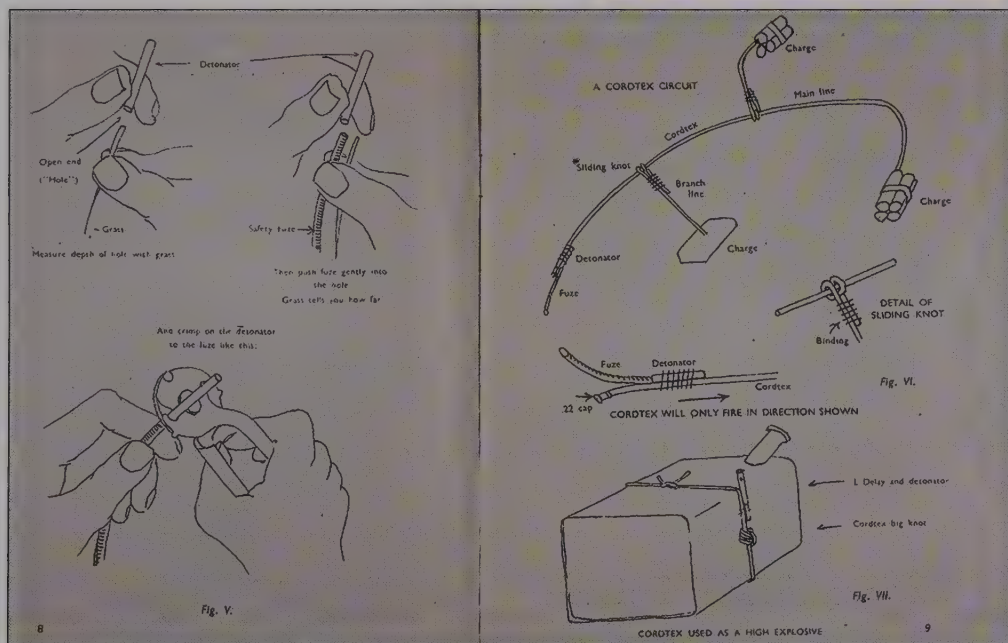 Detonator
Open end
("Hole")
Grass
Measure depth of hole with grass
Safety fuze
Then push fuze gently into
the hole
Grass tells you how far
And crimp on the detonator
to the fuze like this:
Fig. V.
8
A CORDTEX CIRCUIT
Charge
Main line
Cordtex
Sliding knot
Branch
line
Charge
Charge
Detonator
Fuze
DETAIL OF
SLIDING KNOT
Binding
Fuze
Detonator
Cordtex
Fig. VI.
.22 cap
CORDTEX WILL ONLY FIRE IN DIRECTION SHOWN
L Delay and detonator
Cordtex big knot
Fig. VII.
CORDTEX USED AS A HIGH EXPLOSIVE
9